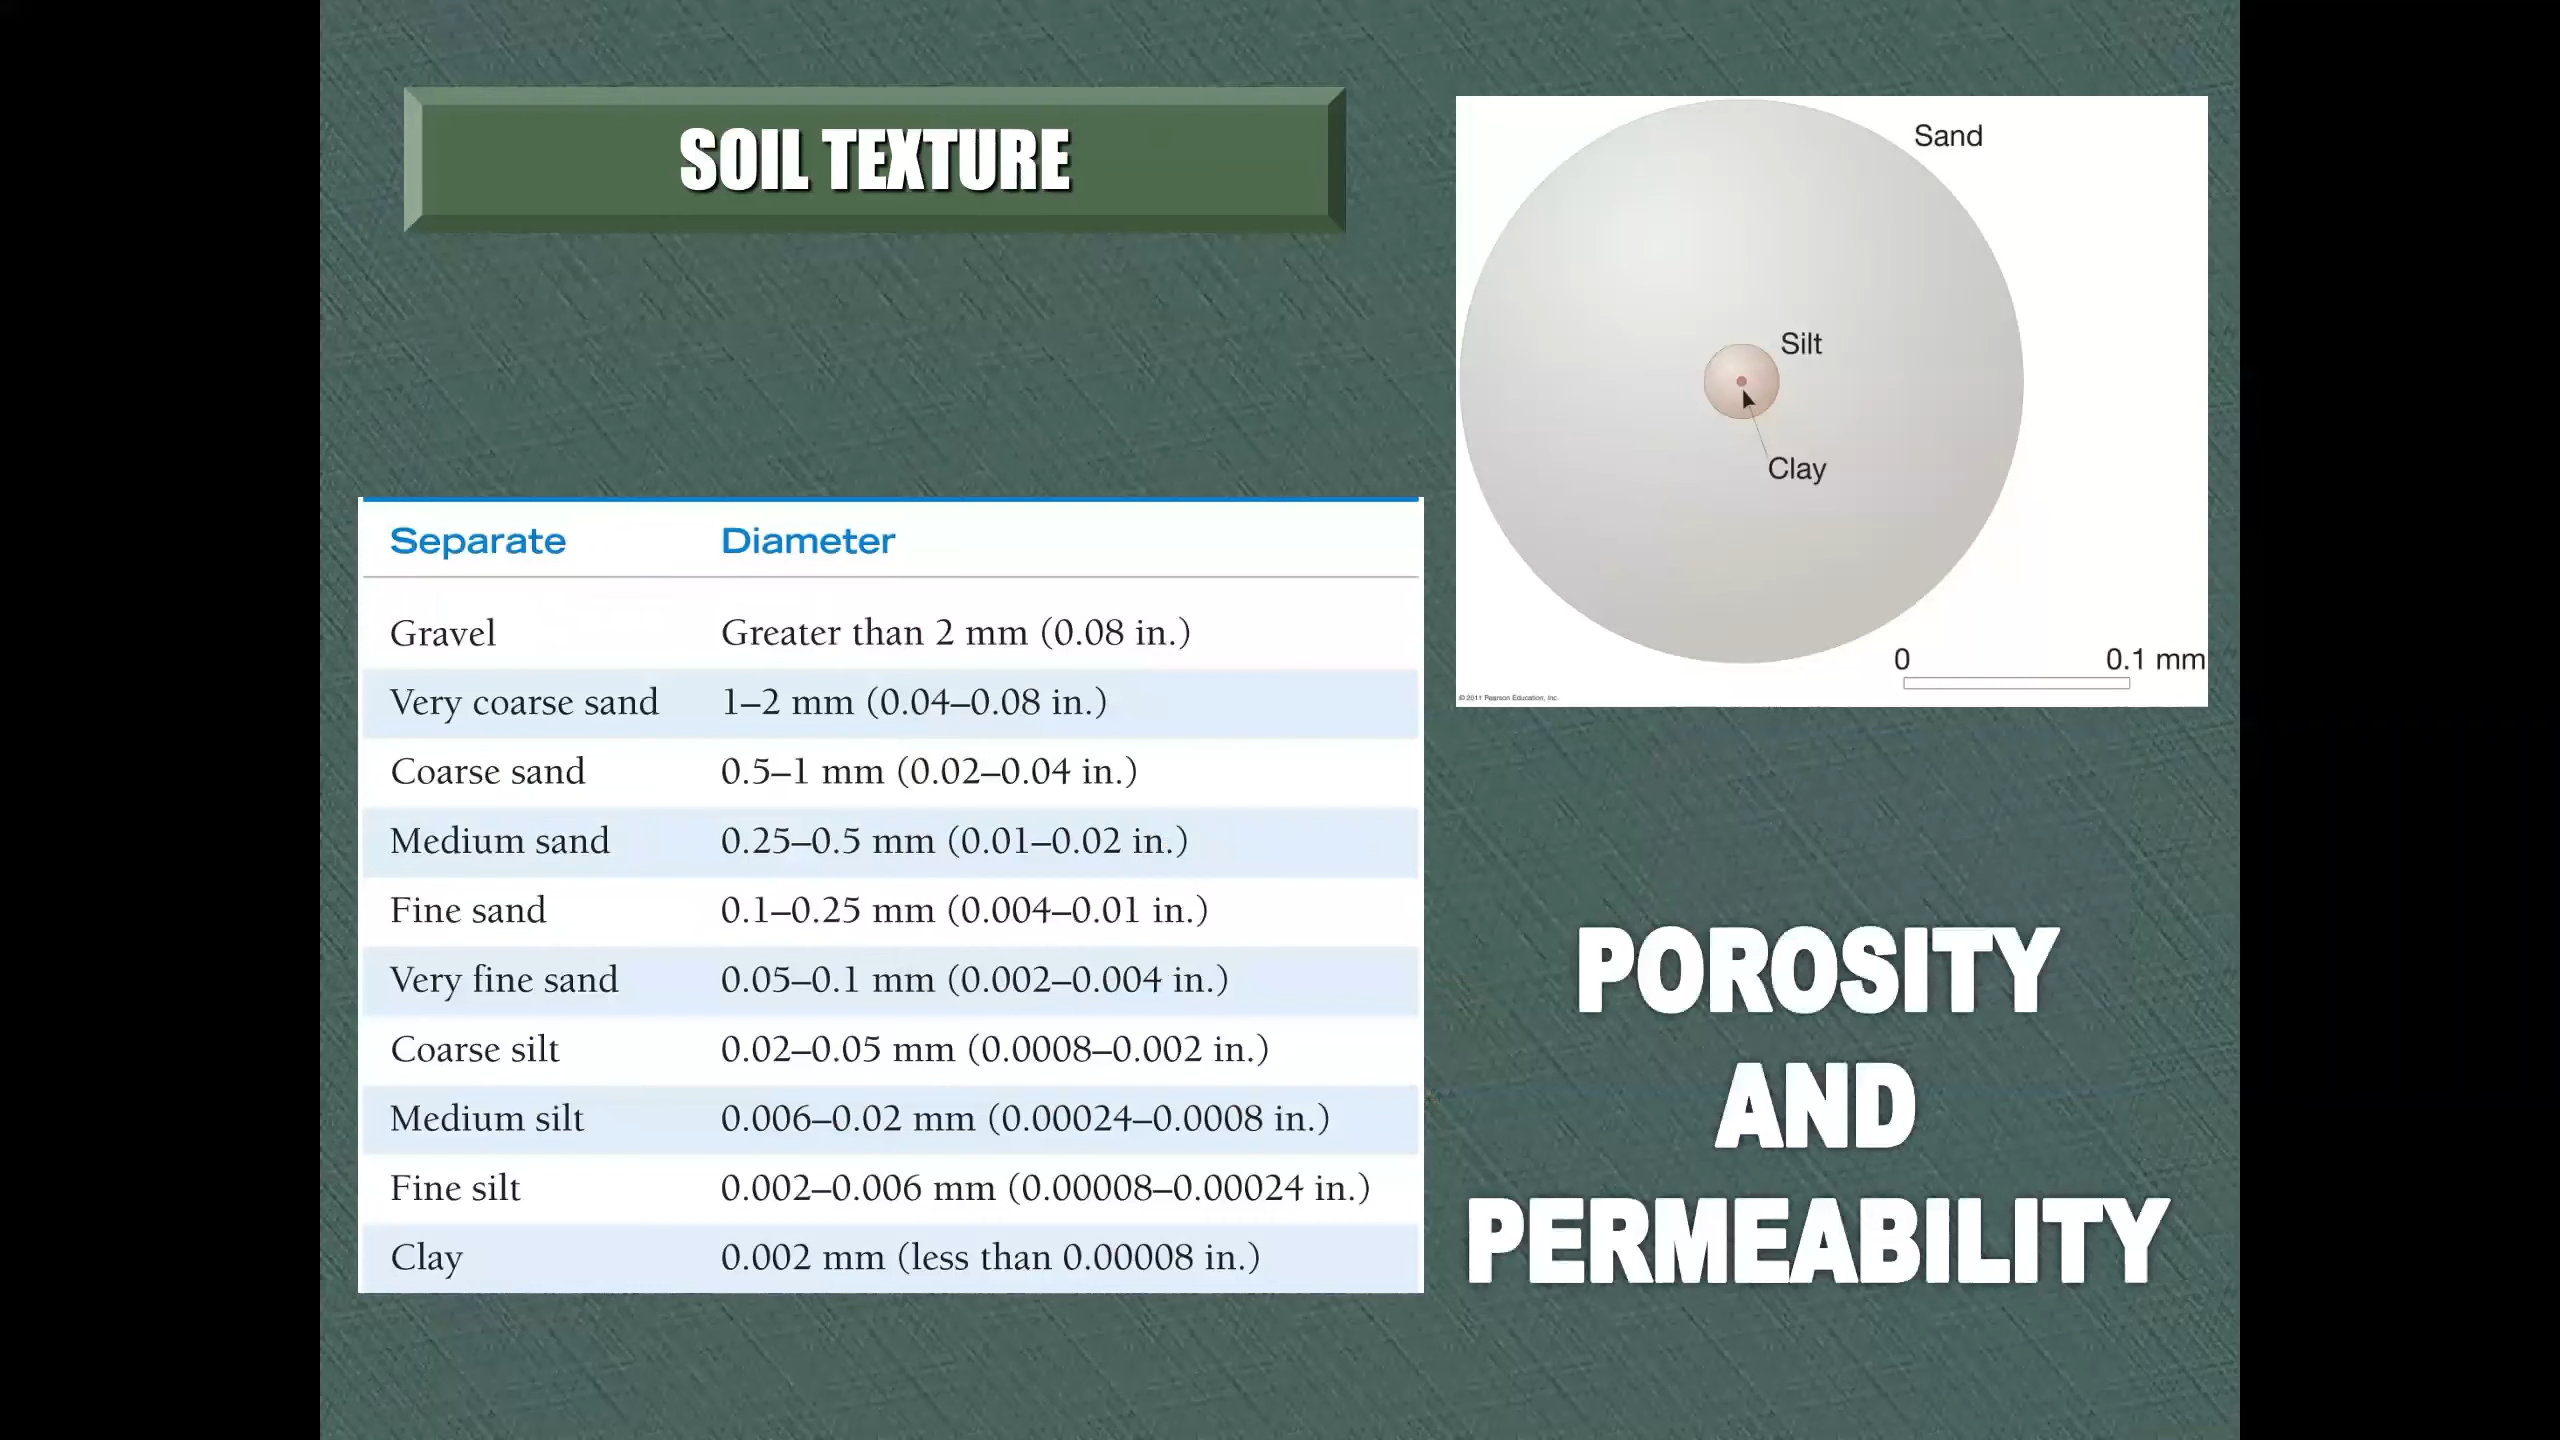 SOIL TEXTURE
Sand
Silt
Clay
0 0.1 mm
© 2011 Pearson Education, Inc.
Separate Diameter
Gravel Greater than 2 mm (0.08 in.)
Very coarse sand 1–2 mm (0.04–0.08 in.)
Coarse sand 0.5–1 mm (0.02–0.04 in.)
Medium sand 0.25–0.5 mm (0.01–0.02 in.)
Fine sand 0.1–0.25 mm (0.004–0.01 in.)
Very fine sand 0.05–0.1 mm (0.002–0.004 in.)
Coarse silt 0.02–0.05 mm (0.0008–0.002 in.)
Medium silt 0.006–0.02 mm (0.00024–0.0008 in.)
Fine silt 0.002–0.006 mm (0.00008–0.00024 in.)
Clay 0.002 mm (less than 0.00008 in.)
POROSITY
AND
PERMEABILITY